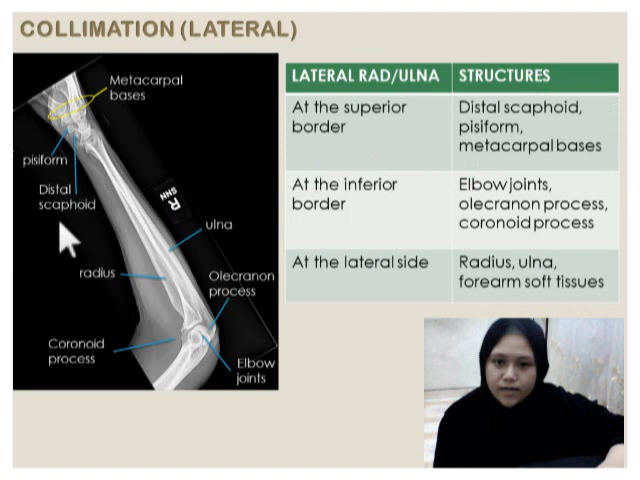 COLLIMATION (LATERAL)
Metacarpal
bases
pisiform
Distal
scaphoid
R
SNN
ulna
radius
Olecranon
process
Coronoid
process
Elbow
joints
LATERAL RAD/ULNA STRUCTURES
At the superior
border
Distal scaphoid,
pisiform,
metacarpal bases
At the inferior
border
Elbow joints,
olecranon process,
coronoid process
At the lateral side
Radius, ulna,
forearm soft tissues